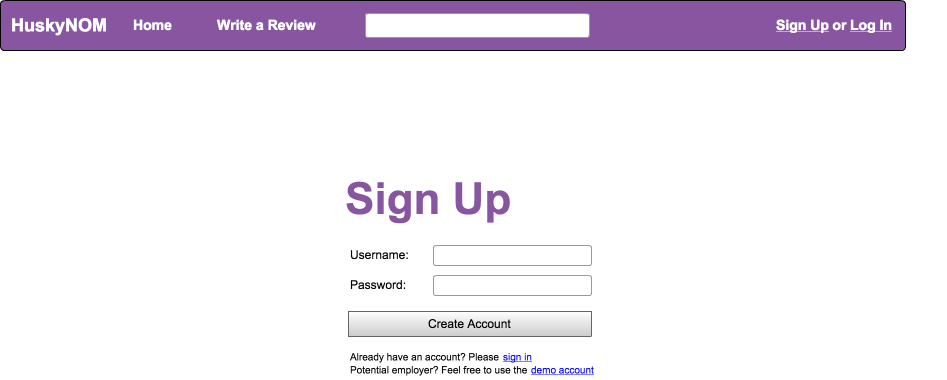 HuskyNOM Home Write a Review Sign Up or Log In
Sign Up
Username:
Password:
Create Account
Already have an account? Please sign in
Potential employer? Feel free to use the demo account